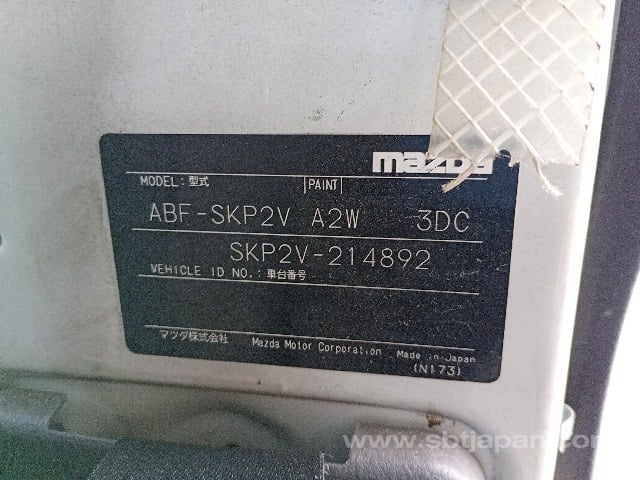 mazda
MODEL: 型式 PAINT
ABF-SKP2V A2W 3DC
SKP2V-214892
VEHICLE ID NO.: 車台番号
マツダ株式会社 Mazda Motor Corporation Made in Japan
(N173)
www.sbtjapan.com